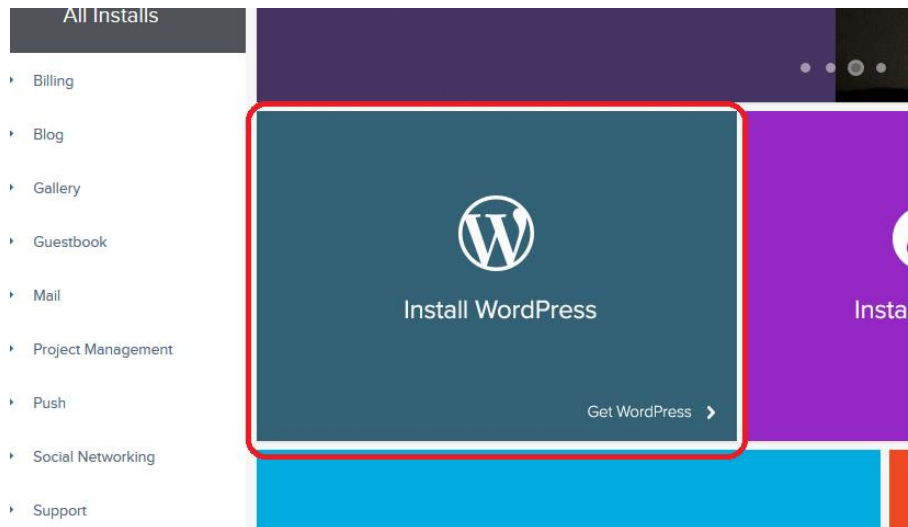 All Installs
Billing
Blog
Gallery
Guestbook
Mail
Project Management
Push
Social Networking
Support
Install WordPress
Get WordPress